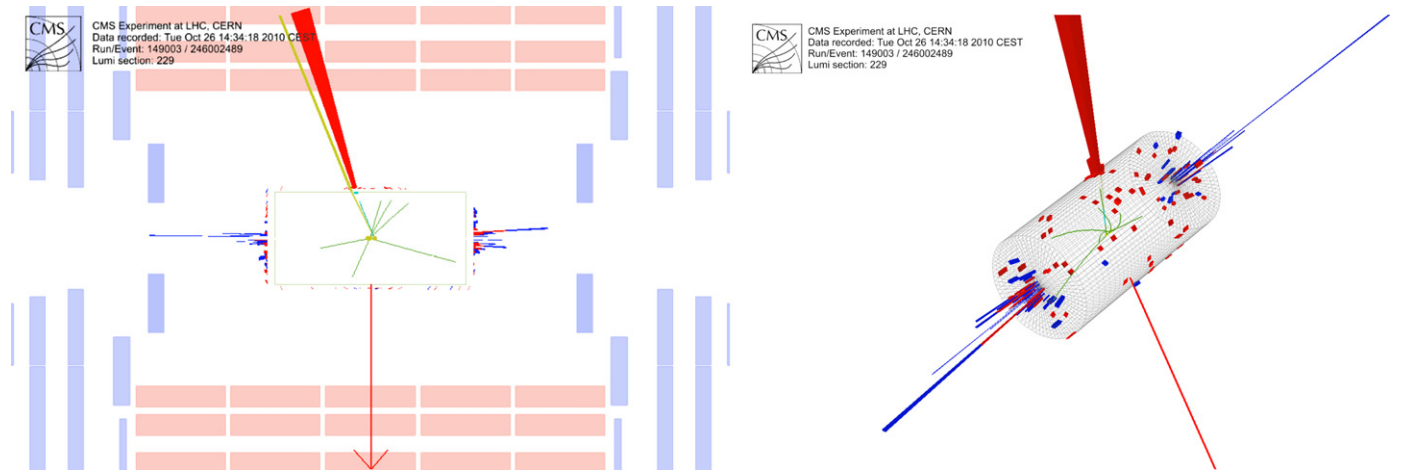 CMS
CMS Experiment at LHC, CERN
Data recorded: Tue Oct 26 14:34:18 2010 CEST
Run/Event: 149003 / 246002489
Lumi section: 229
CMS
CMS Experiment at LHC, CERN
Data recorded: Tue Oct 26 14:34:18 2010 CEST
Run/Event: 149003 / 246002489
Lumi section: 229